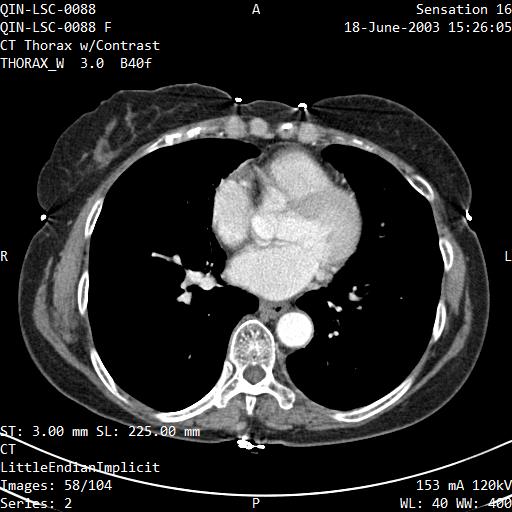 QIN-LSC-0088
A
Sensation 16
QIN-LSC-0088 F
18-June-2003 15:26:05
CT Thorax w/Contrast
THORAX_W 3.0 B40f
R
L
ST: 3.00 mm SL: 225.00 mm
CT
LittleEndianImplicit
Images: 58/104
153 mA 120kV
Series: 2
P
WL: 40 WW: 400